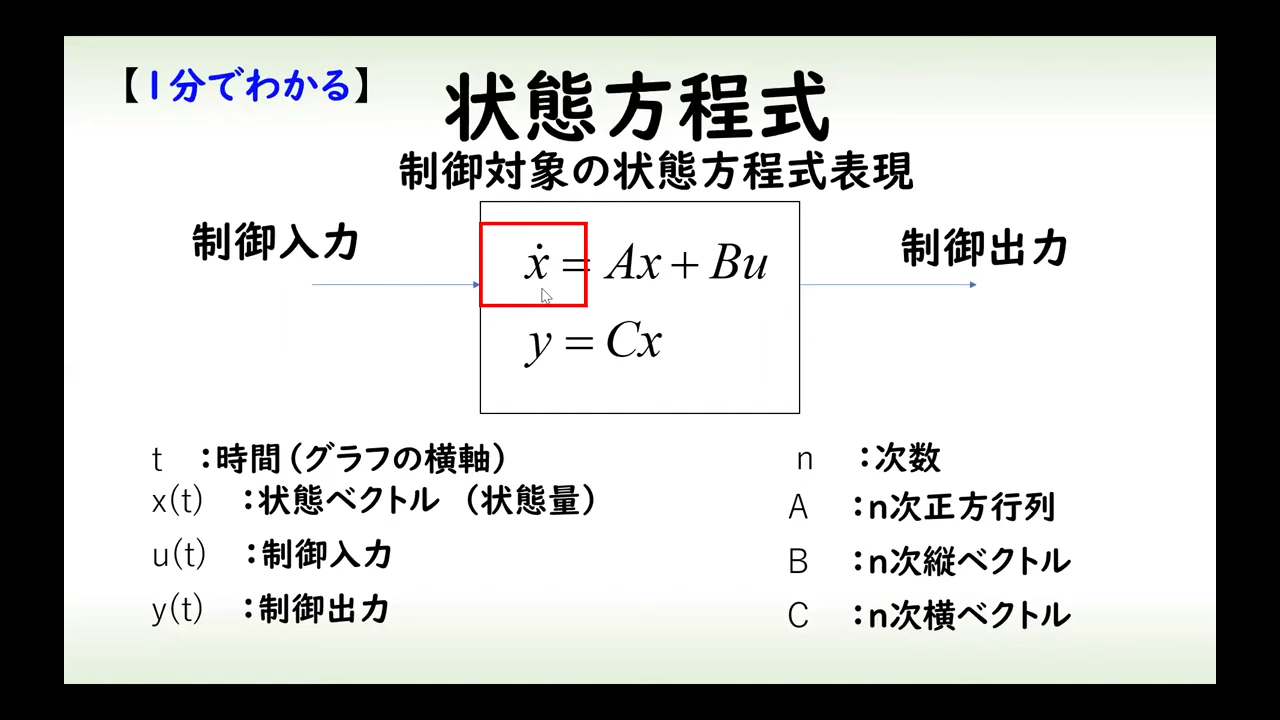 【1分でわかる】
状態方程式
制御対象の状態方程式表現
制御入力
ẋ = Ax + Bu
y = Cx
制御出力
t ：時間（グラフの横軸）
x(t) ：状態ベクトル （状態量）
u(t) ：制御入力
y(t) ：制御出力
n ：次数
A ：n次正方行列
B ：n次縦ベクトル
C ：n次横ベクトル